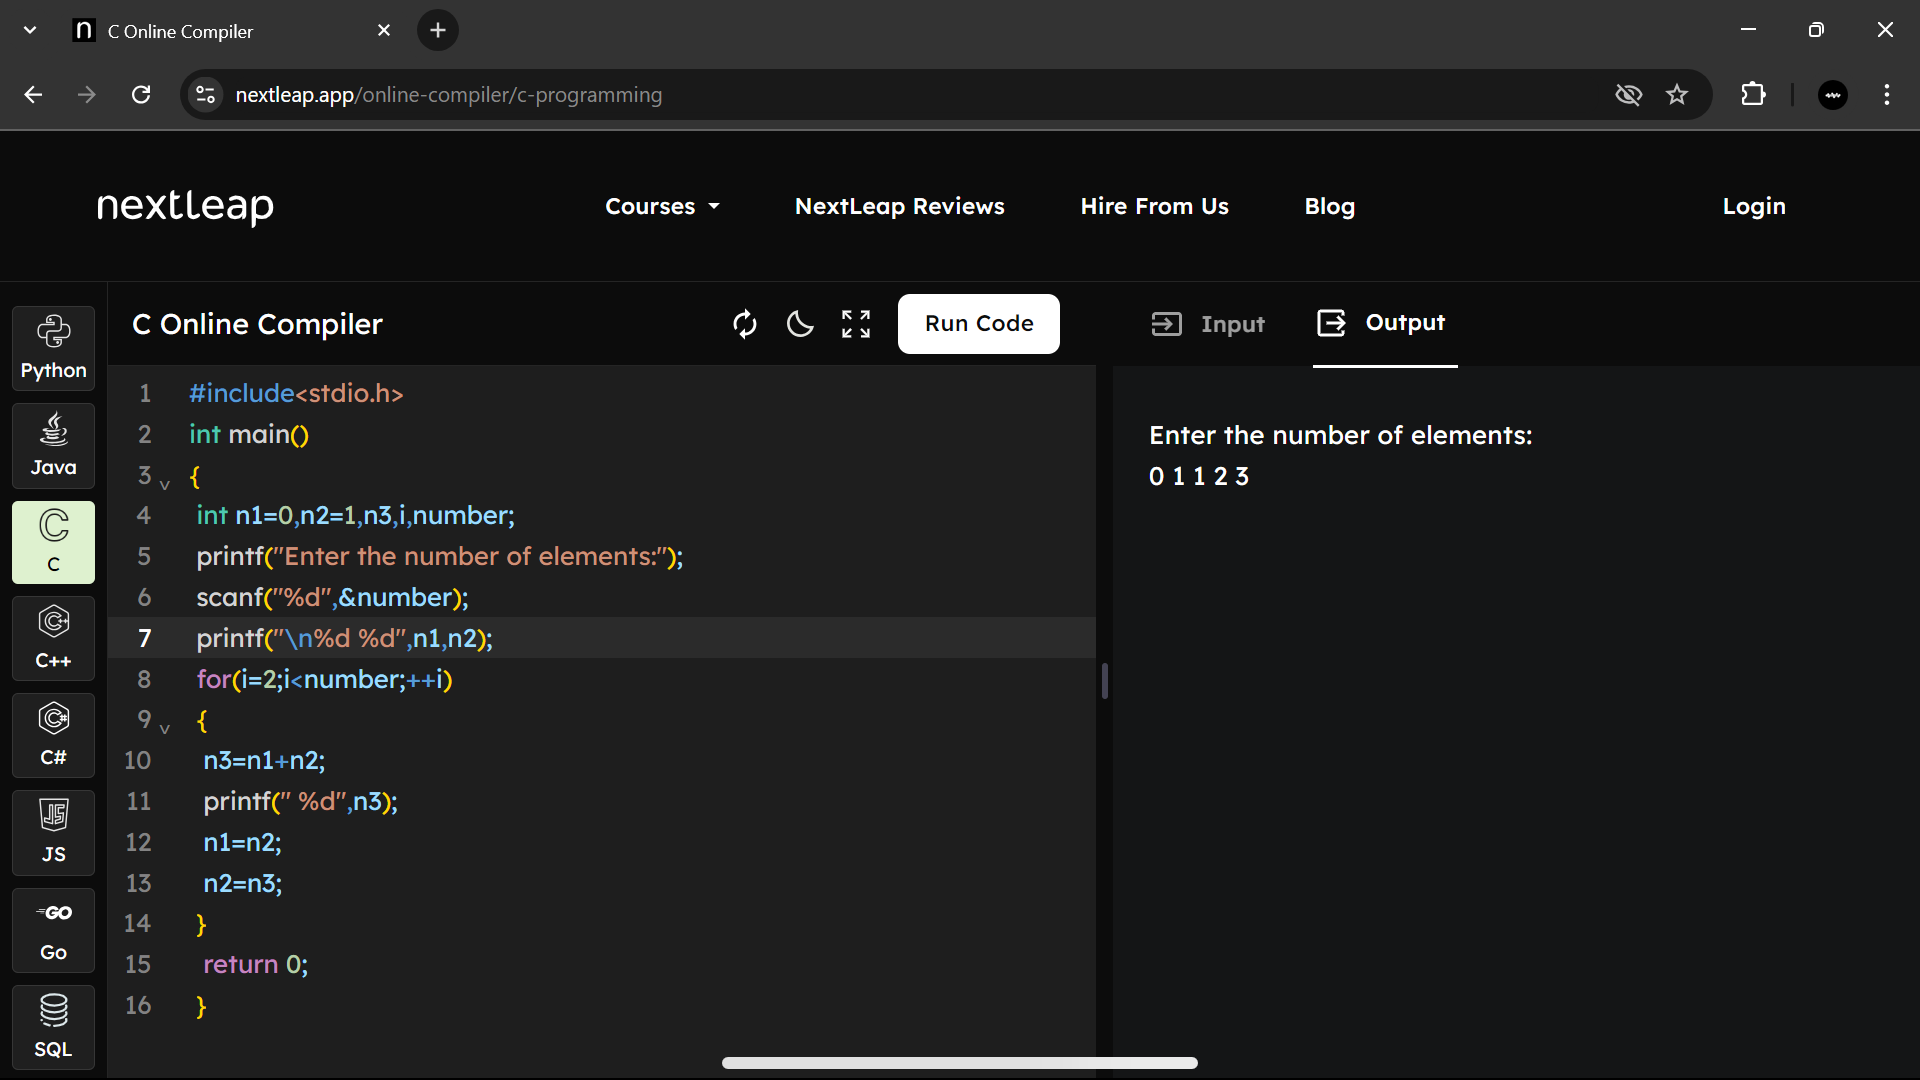 C Online Compiler
nextleap.app/online-compiler/c-programming
nextleap
Courses
NextLeap Reviews
Hire From Us
Blog
Login
Python
Java
C
C++
C#
JS
Go
SQL
C Online Compiler
Run Code
1 #include<stdio.h>
2 int main()
3 {
4 int n1=0,n2=1,n3,i,number;
5 printf("Enter the number of elements:");
6 scanf("%d",&number);
7 printf("\n%d %d",n1,n2);
8 for(i=2;i<number;++i)
9 {
10 n3=n1+n2;
11 printf(" %d",n3);
12 n1=n2;
13 n2=n3;
14 }
15 return 0;
16 }
Input
Output
Enter the number of elements:
0 1 1 2 3